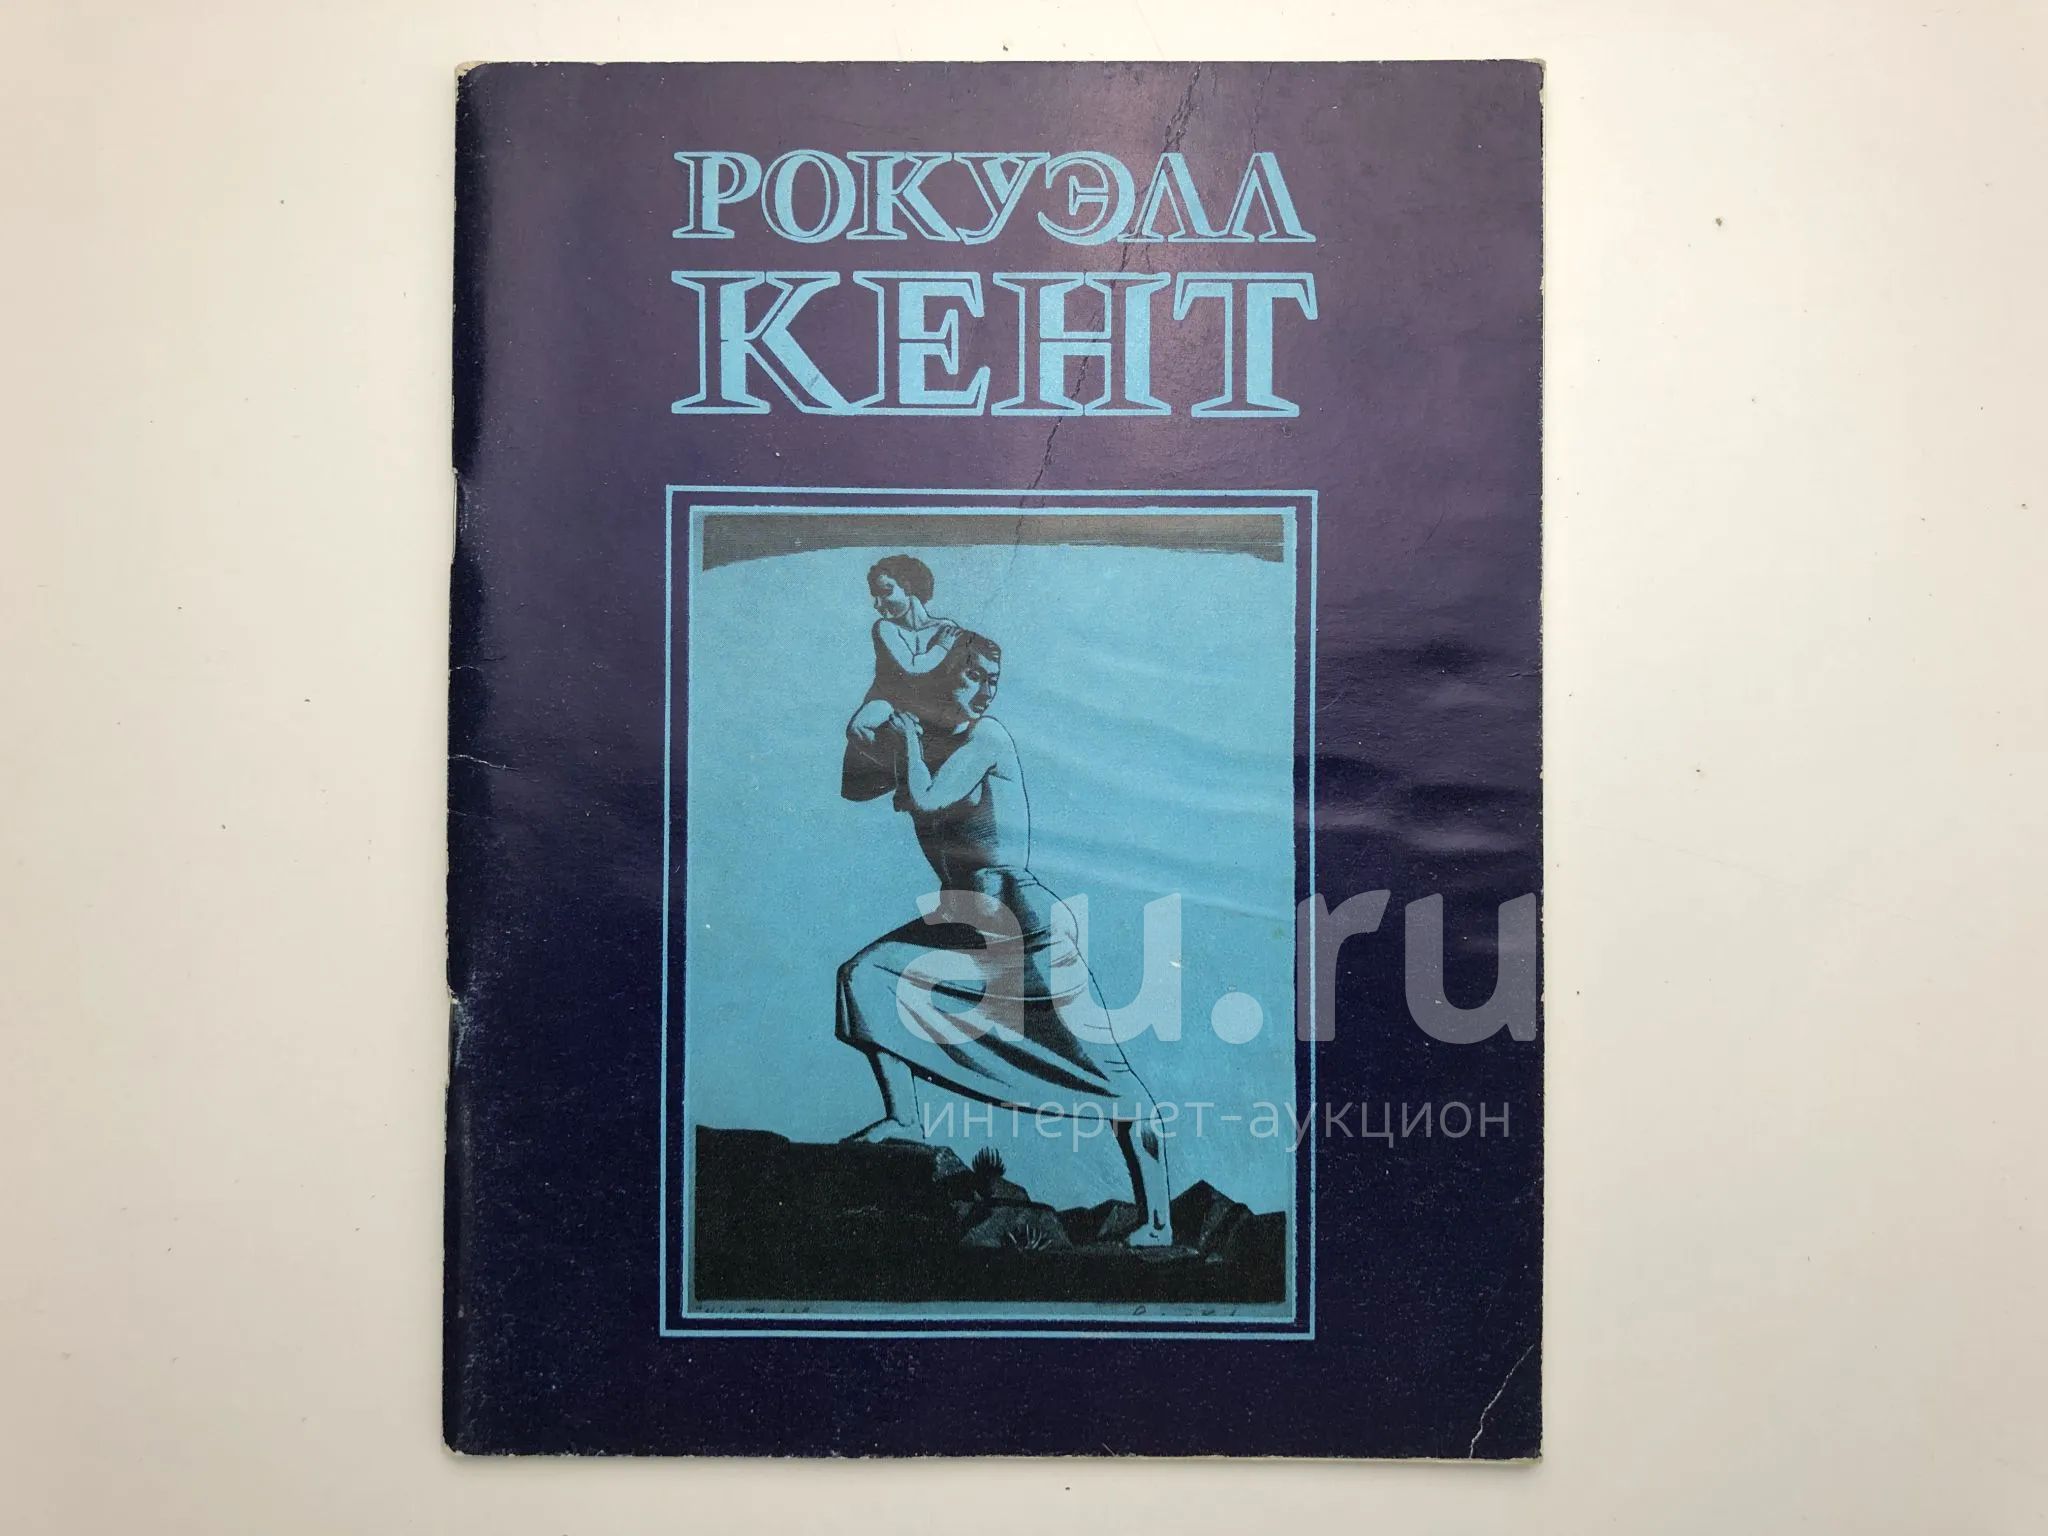 РОКУЭЛЛ
КЕНТ
au.ru
интернет-аукцион